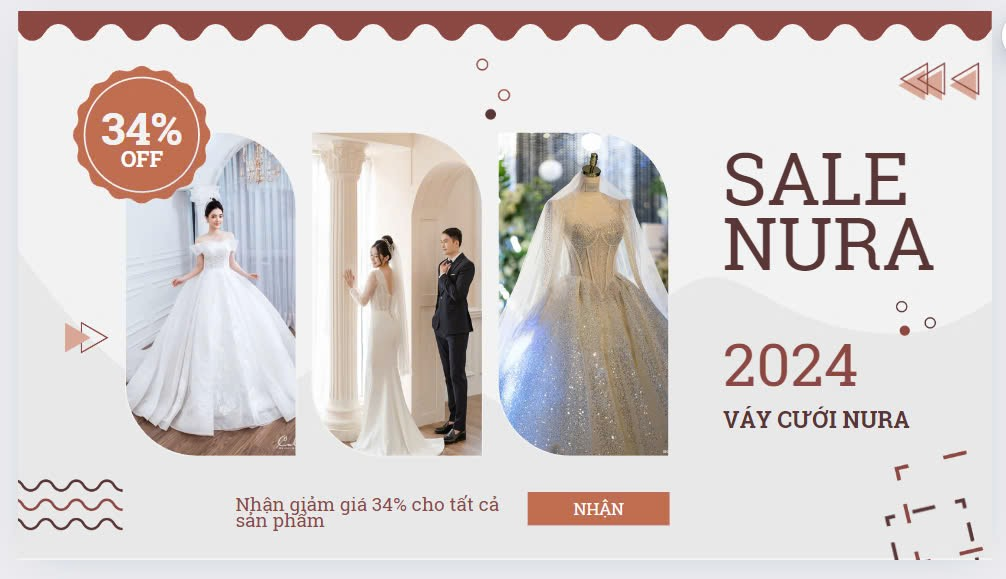 34%
OFF
SALE
NURA
2024
VÁY CƯỚI NURA
Nhận giảm giá 34% cho tất cả
sản phẩm
NHẬN